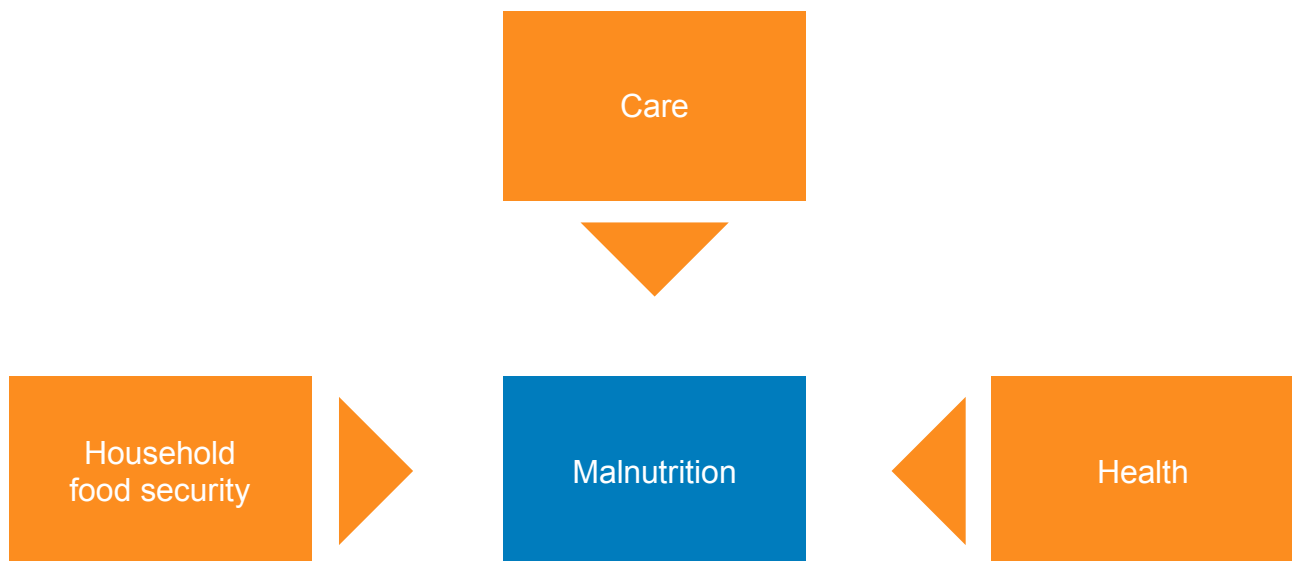 Care
Household
food security
Malnutrition
Health